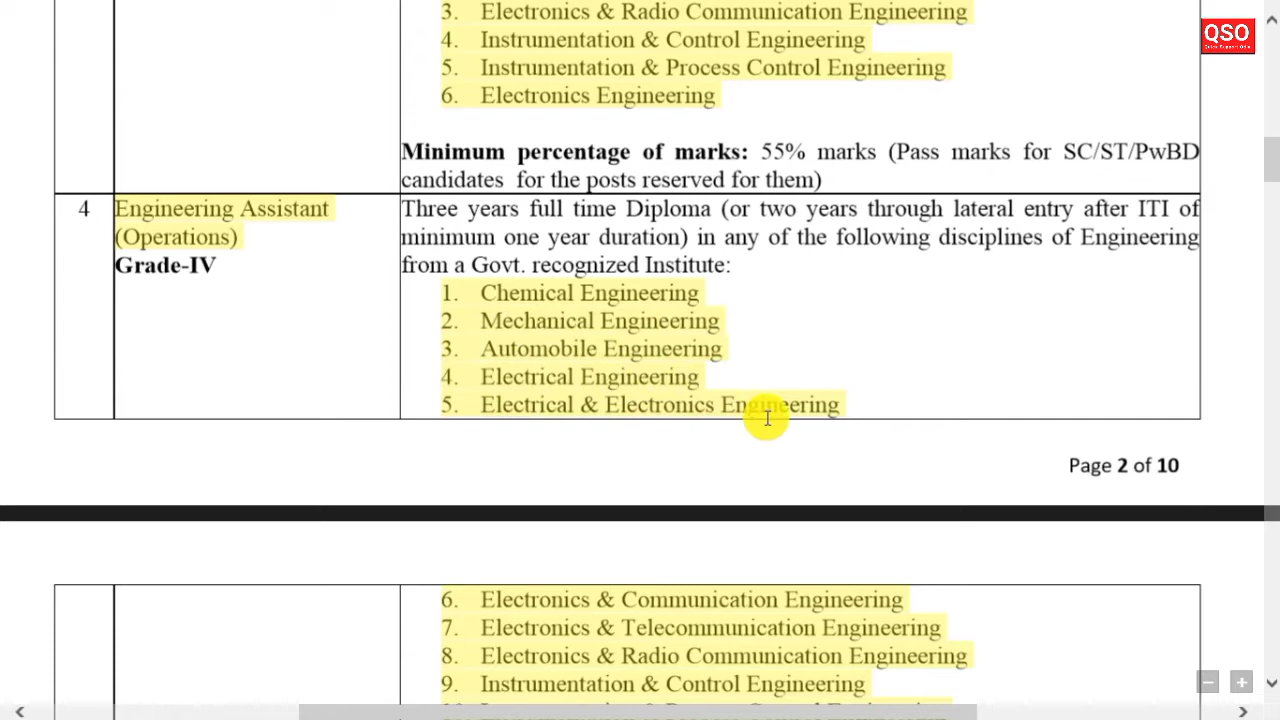 3. Electronics & Radio Communication Engineering
QSO
4. Instrumentation & Control Engineering
5. Instrumentation & Process Control Engineering
6. Electronics Engineering
Minimum percentage of marks: 55% marks (Pass marks for SC/ST/PwBD
candidates for the posts reserved for them)
4 Engineering Assistant Three years full time Diploma (or two years through lateral entry after ITI of
(Operations) minimum one year duration) in any of the following disciplines of Engineering
Grade-IV from a Govt. recognized Institute:
1. Chemical Engineering
2. Mechanical Engineering
3. Automobile Engineering
4. Electrical Engineering
5. Electrical & Electronics Engineering
Page 2 of 10
6. Electronics & Communication Engineering
7. Electronics & Telecommunication Engineering
8. Electronics & Radio Communication Engineering
9. Instrumentation & Control Engineering